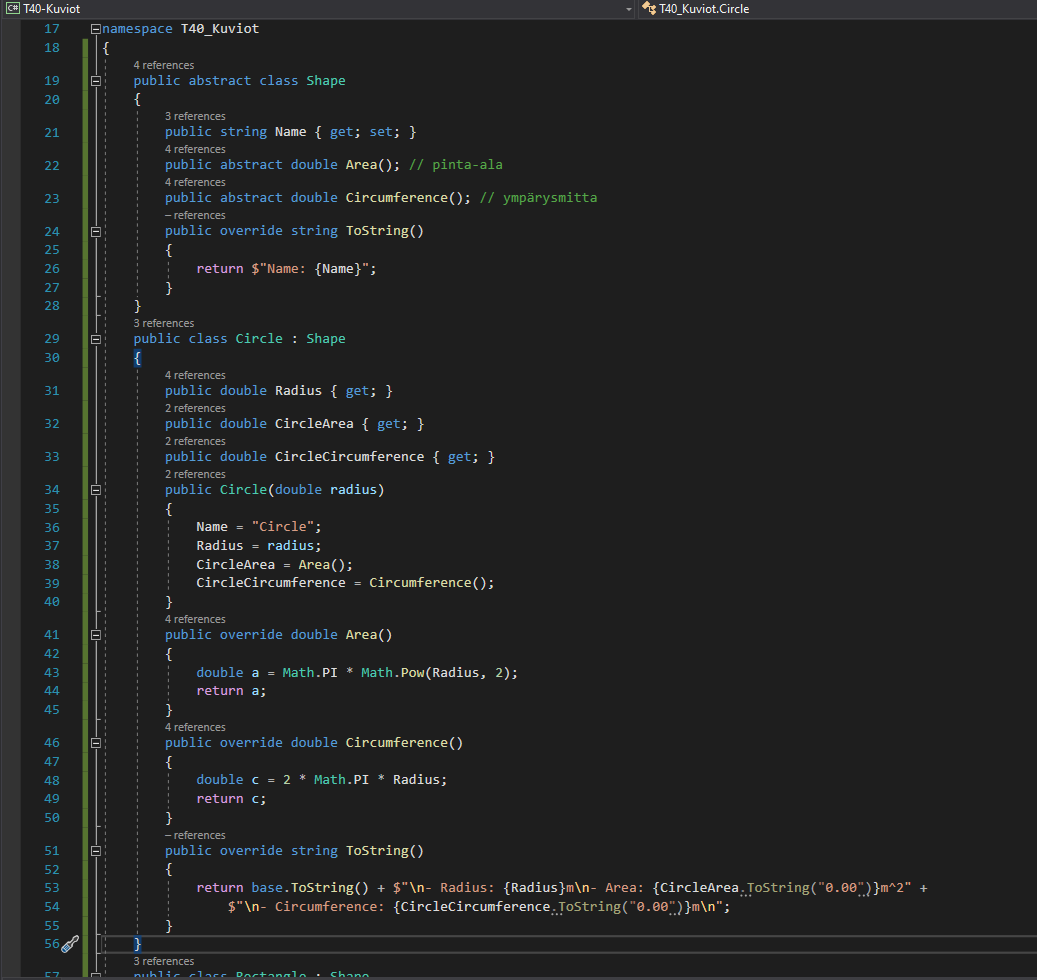 C# T40-Kuviot T40_Kuviot.Circle
17 namespace T40_Kuviot
18 {
4 references
19 public abstract class Shape
20 {
3 references
21 public string Name { get; set; }
4 references
22 public abstract double Area(); // pinta-ala
4 references
23 public abstract double Circumference(); // ympärysmitta
– references
24 public override string ToString()
25 {
26 return $"Name: {Name}";
27 }
28 }
3 references
29 public class Circle : Shape
30 {
4 references
31 public double Radius { get; }
2 references
32 public double CircleArea { get; }
2 references
33 public double CircleCircumference { get; }
2 references
34 public Circle(double radius)
35 {
36 Name = "Circle";
37 Radius = radius;
38 CircleArea = Area();
39 CircleCircumference = Circumference();
40 }
4 references
41 public override double Area()
42 {
43 double a = Math.PI * Math.Pow(Radius, 2);
44 return a;
45 }
4 references
46 public override double Circumference()
47 {
48 double c = 2 * Math.PI * Radius;
49 return c;
50 }
– references
51 public override string ToString()
52 {
53 return base.ToString() + $"\n- Radius: {Radius}m\n- Area: {CircleArea.ToString("0.00")}m^2" +
54 $"\n- Circumference: {CircleCircumference.ToString("0.00")}m\n";
55 }
56 }
3 references
57 public class Rectangle : Shape